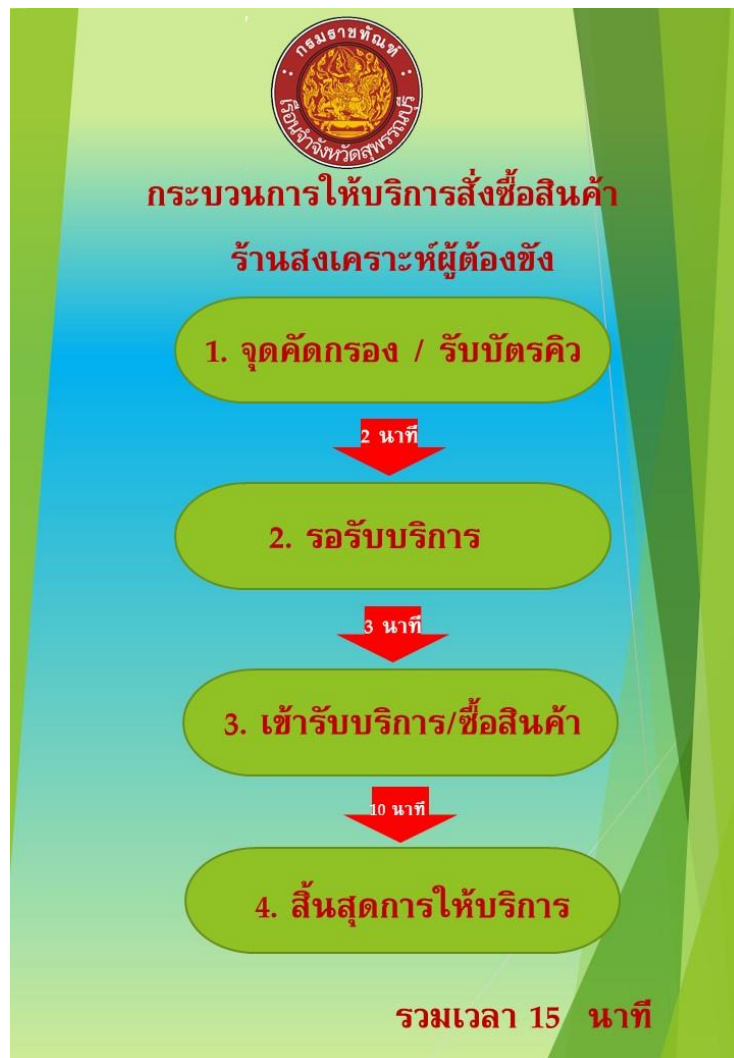 กรมราชทัณฑ์
เรือนจำจังหวัดสุพรรณบุรี
กระบวนการให้บริการสั่งซื้อสินค้า
ร้านสงเคราะห์ผู้ต้องขัง
1. จุดคัดกรอง / รับบัตรคิว
2 นาที
2. รอรับบริการ
3 นาที
3. เข้ารับบริการ/ซื้อสินค้า
10 นาที
4. สิ้นสุดการให้บริการ
รวมเวลา 15 นาที